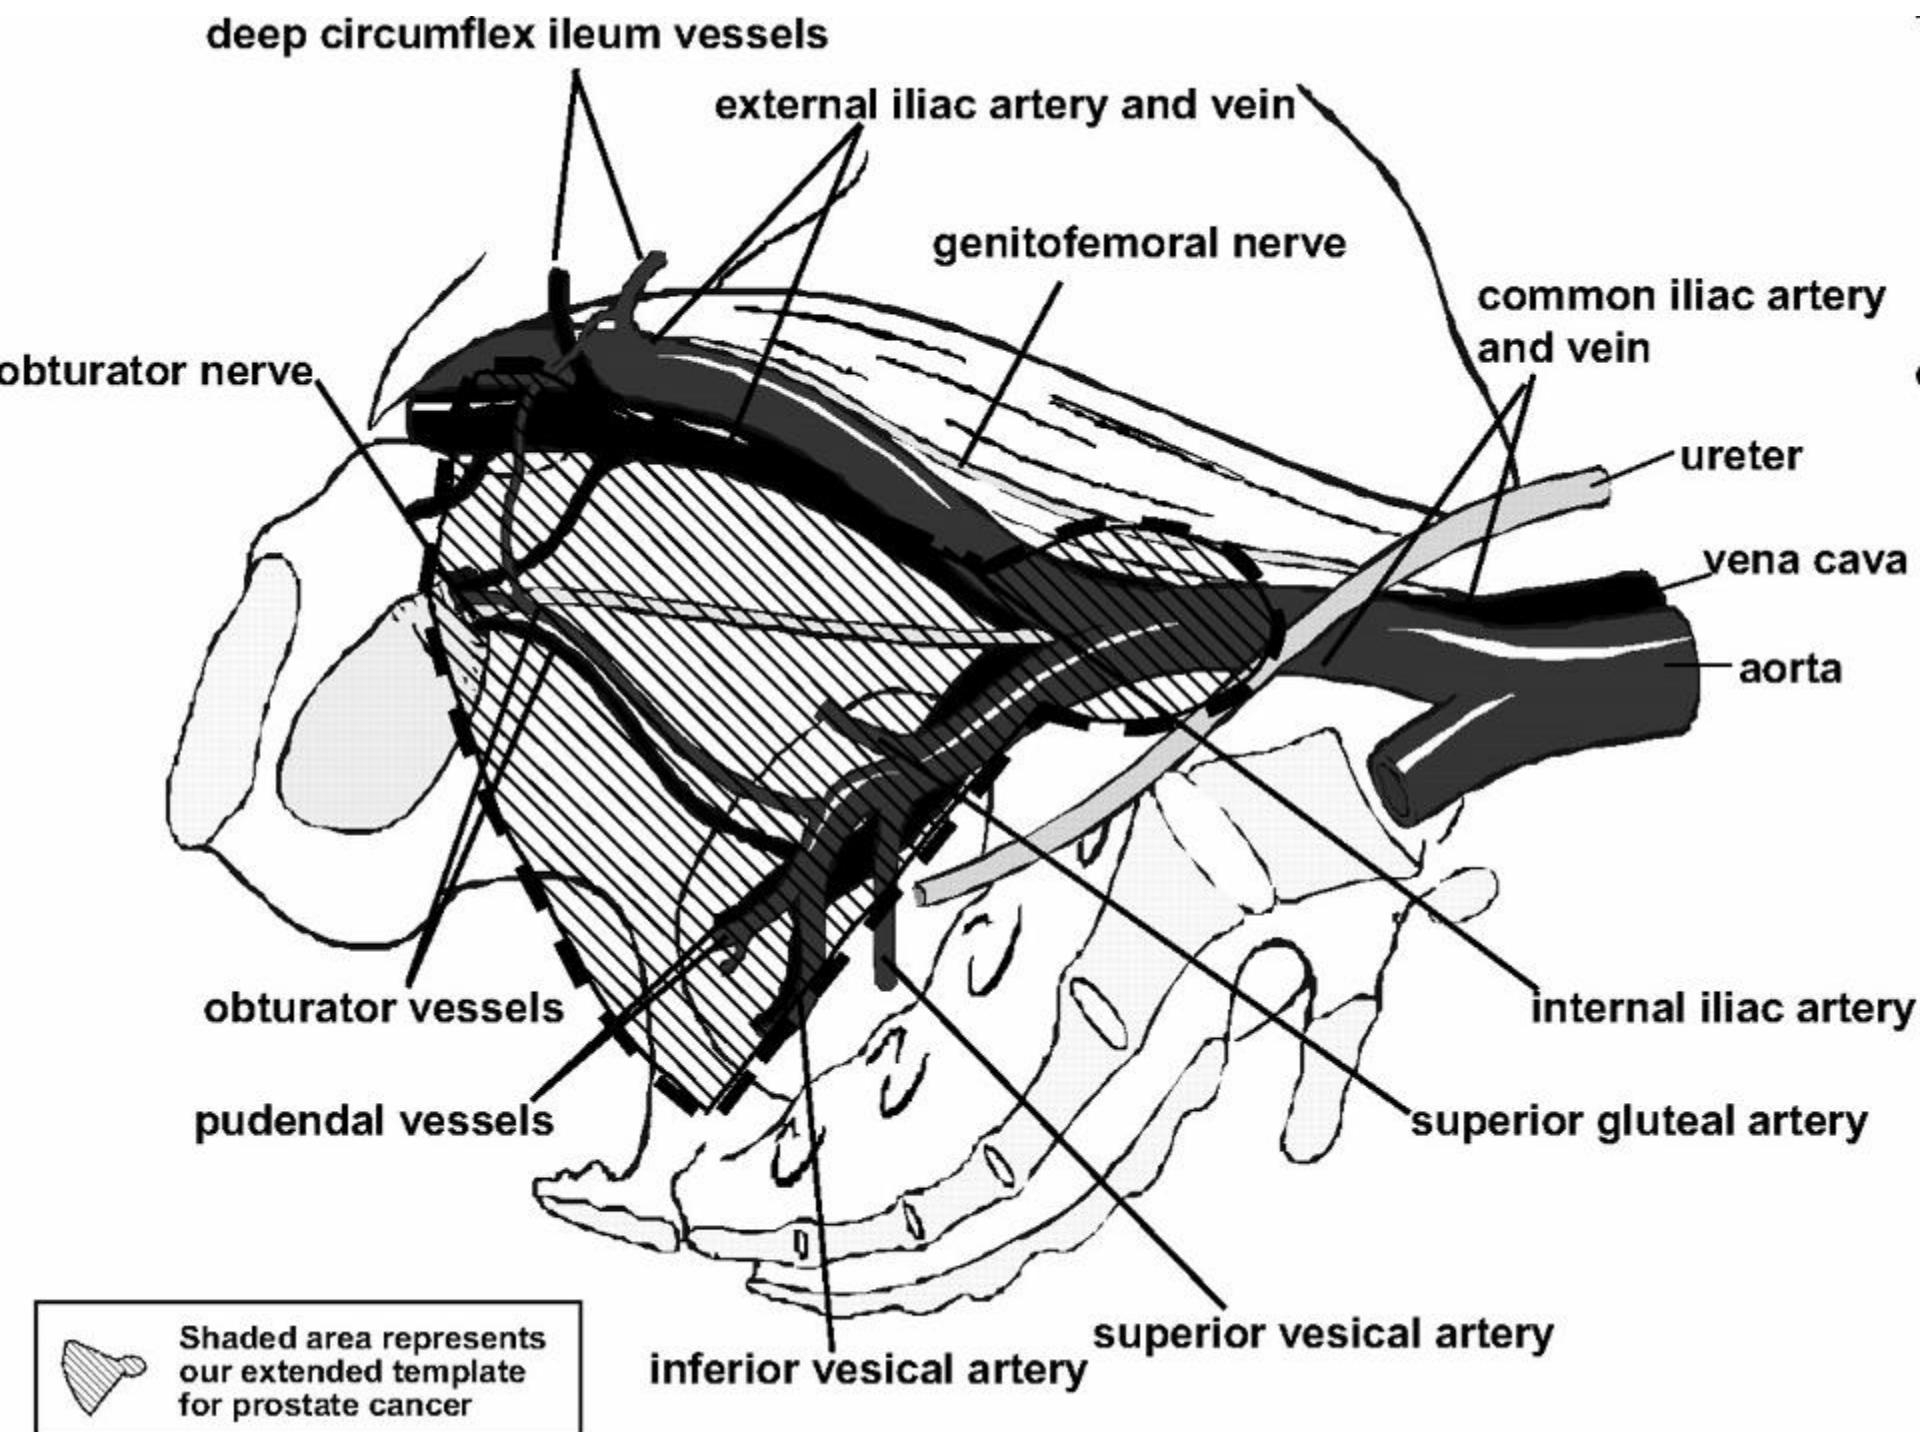 deep circumflex ileum vessels
external iliac artery and vein
genitofemoral nerve
common iliac artery
and vein
obturator nerve
ureter
vena cava
aorta
obturator vessels
internal iliac artery
pudendal vessels
superior gluteal artery
superior vesical artery
inferior vesical artery
Shaded area represents
our extended template
for prostate cancer